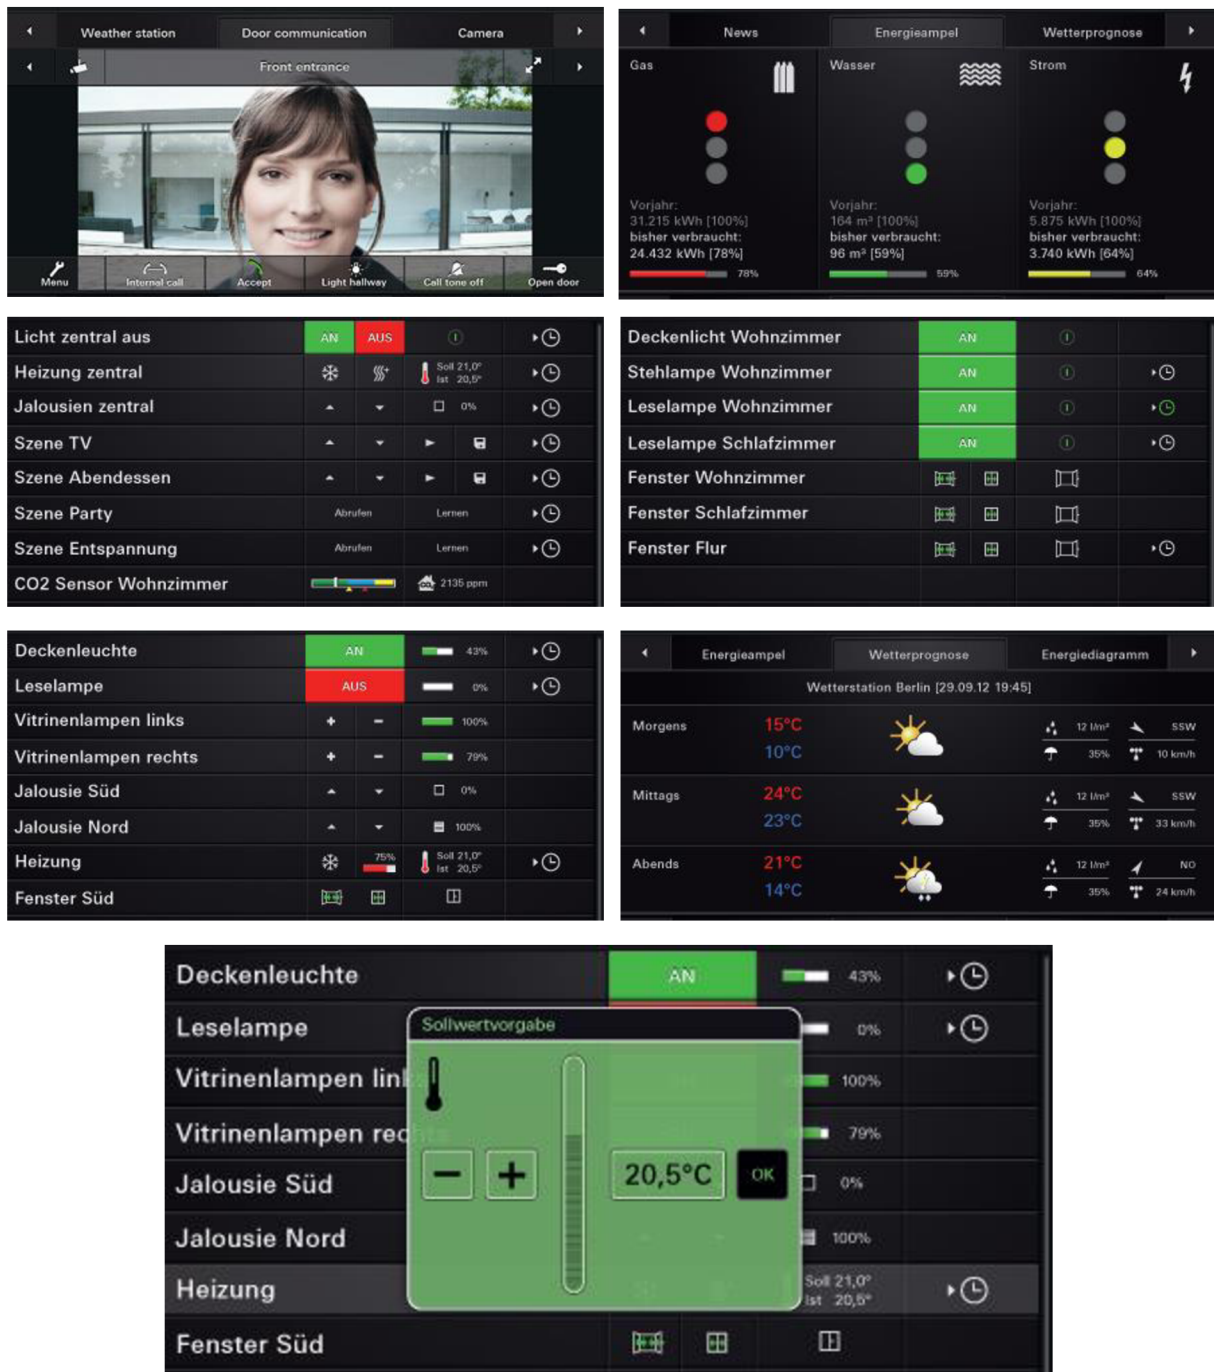 Weather station Door communication Camera
Front entrance
Menu Internal call Accept Light hallway Call tone off Open door
News Energieampel Wetterprognose
Gas Wasser Strom
Vorjahr: Vorjahr: Vorjahr:
31.215 kWh [100%] 164 m³ [100%] 5.875 kWh [100%]
bisher verbraucht: bisher verbraucht: bisher verbraucht:
24.432 kWh [78%] 96 m³ [59%] 3.740 kWh [64%]
78% 59% 64%
Licht zentral aus AN AUS
Heizung zentral Soll 21,0°
Ist 20,5°
Jalousien zentral 0%
Szene TV
Szene Abendessen
Szene Party Abrufen Lernen
Szene Entspannung Abrufen Lernen
CO2 Sensor Wohnzimmer CO2 2135 ppm
Deckenlicht Wohnzimmer AN
Stehlampe Wohnzimmer AN
Leselampe Wohnzimmer AN
Leselampe Schlafzimmer AN
Fenster Wohnzimmer
Fenster Schlafzimmer
Fenster Flur
Deckenleuchte AN 43%
Leselampe AUS 0%
Vitrinenlampen links + − 100%
Vitrinenlampen rechts + − 79%
Jalousie Süd 0%
Jalousie Nord 100%
Heizung 75% Soll 21,0°
Ist 20,5°
Fenster Süd
Energieampel Wetterprognose Energiediagramm
Wetterstation Berlin [29.09.12 19:45]
Morgens 15°C 12 l/m² SSW
10°C 35% 10 km/h
Mittags 24°C 12 l/m² SSW
23°C 35% 33 km/h
Abends 21°C 12 l/m² NO
14°C 35% 24 km/h
Deckenleuchte AN 43%
Leselampe 0%
Sollwertvorgabe
Vitrinenlampen links 100%
Vitrinenlampen rechts 79%
− + 20,5°C OK
Jalousie Süd 0%
Jalousie Nord 100%
Heizung Soll 21,0°
Ist 20,5°
Fenster Süd